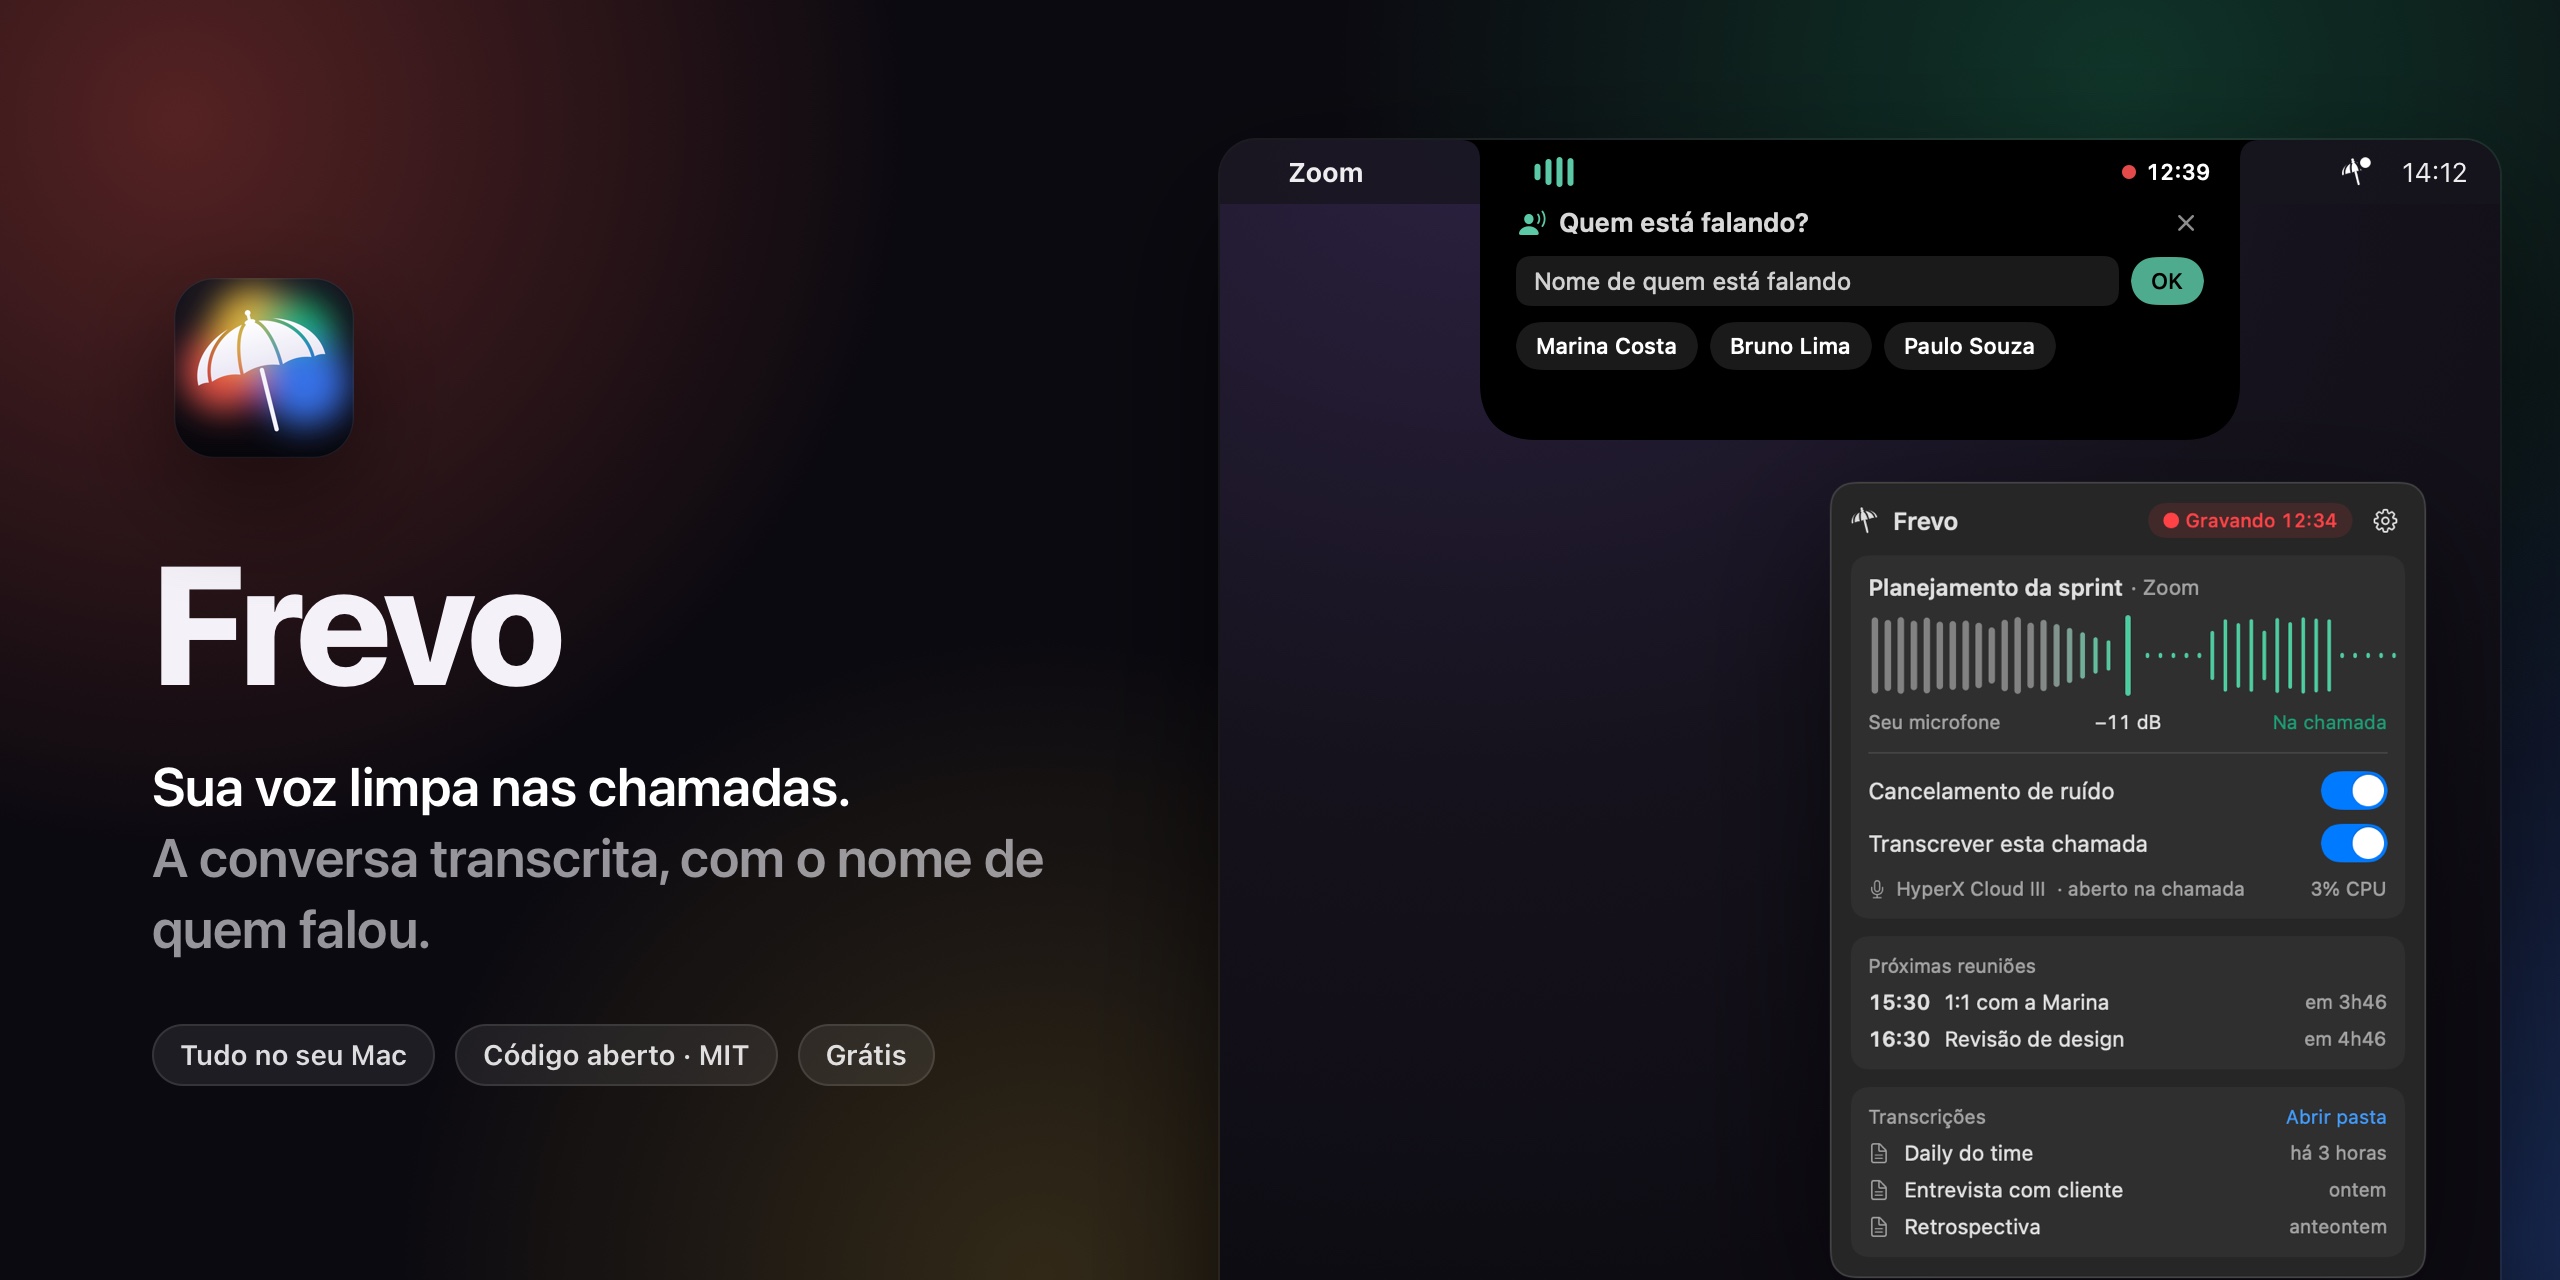 Frevo
Sua voz limpa nas chamadas.
A conversa transcrita, com o nome de
quem falou.
Tudo no seu Mac
Código aberto · MIT
Grátis
Zoom
12:39
14:12
Quem está falando?
Nome de quem está falando
OK
Marina Costa
Bruno Lima
Paulo Souza
Frevo
Gravando 12:34
Planejamento da sprint · Zoom
Seu microfone
−11 dB
Na chamada
Cancelamento de ruído
Transcrever esta chamada
HyperX Cloud III · aberto na chamada
3% CPU
Próximas reuniões
15:30 1:1 com a Marina
em 3h46
16:30 Revisão de design
em 4h46
Transcrições
Abrir pasta
Daily do time
há 3 horas
Entrevista com cliente
ontem
Retrospectiva
anteontem